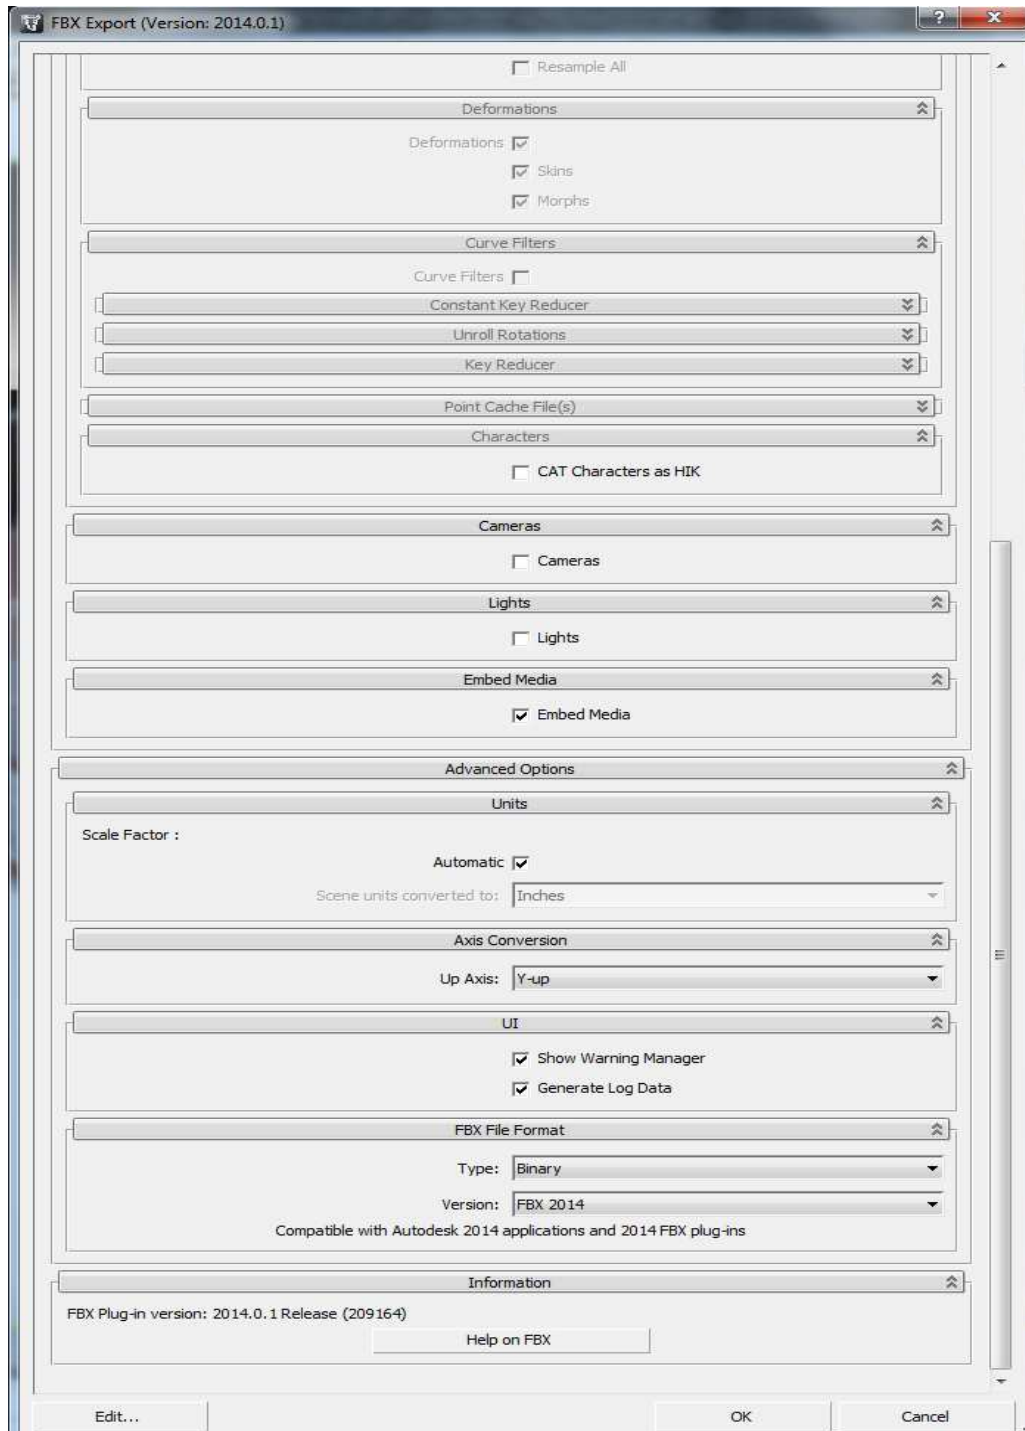 FBX Export (Version: 2014.0.1)
Resample All
Deformations
Deformations
Skins
Morphs
Curve Filters
Curve Filters
Constant Key Reducer
Unroll Rotations
Key Reducer
Point Cache File(s)
Characters
CAT Characters as HIK
Cameras
Cameras
Lights
Lights
Embed Media
Embed Media
Advanced Options
Units
Scale Factor :
Automatic
Scene units converted to: Inches
Axis Conversion
Up Axis: Y-up
UI
Show Warning Manager
Generate Log Data
FBX File Format
Type: Binary
Version: FBX 2014
Compatible with Autodesk 2014 applications and 2014 FBX plug-ins
Information
FBX Plug-in version: 2014.0.1 Release (209164)
Help on FBX
Edit... OK Cancel